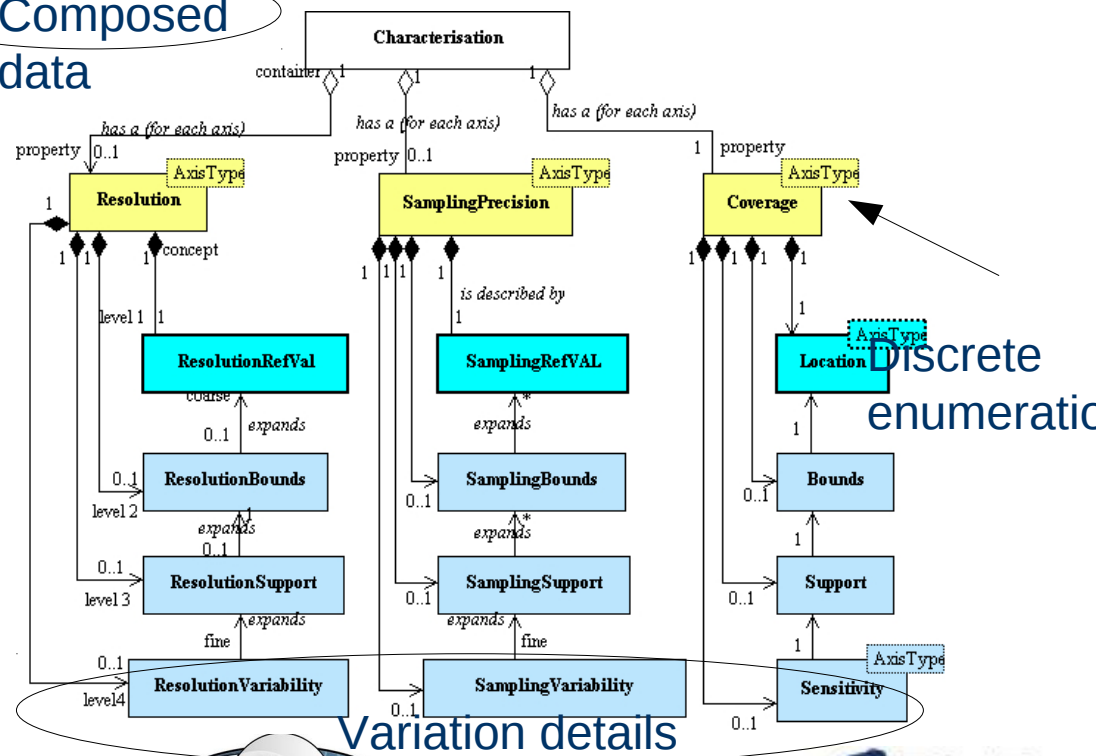 Composed
data
Characterisation
container
1
1
1
has a (for each axis)
has a (for each axis)
has a (for each axis)
property
0..1
property
0..1
1
property
AxisType
AxisType
AxisType
Resolution
SamplingPrecision
Coverage
1
1
1
1
concept
1
1
1
1
is described by
1
1
1
1
level 1
1
1
1
AxisType
ResolutionRefVal
SamplingRefVAL
Location
Discrete
coarse
expands
0..1
*
expands
1
ResolutionBounds
SamplingBounds
Bounds
0..1
level 2
0..1
0..1
1
expands
0..1
*
expands
1
ResolutionSupport
SamplingSupport
Support
0..1
level 3
0..1
0..1
expands
fine
expands
fine
1
AxisType
ResolutionVariability
SamplingVariability
Sensitivity
0..1
level4
0..1
0..1
Variation details